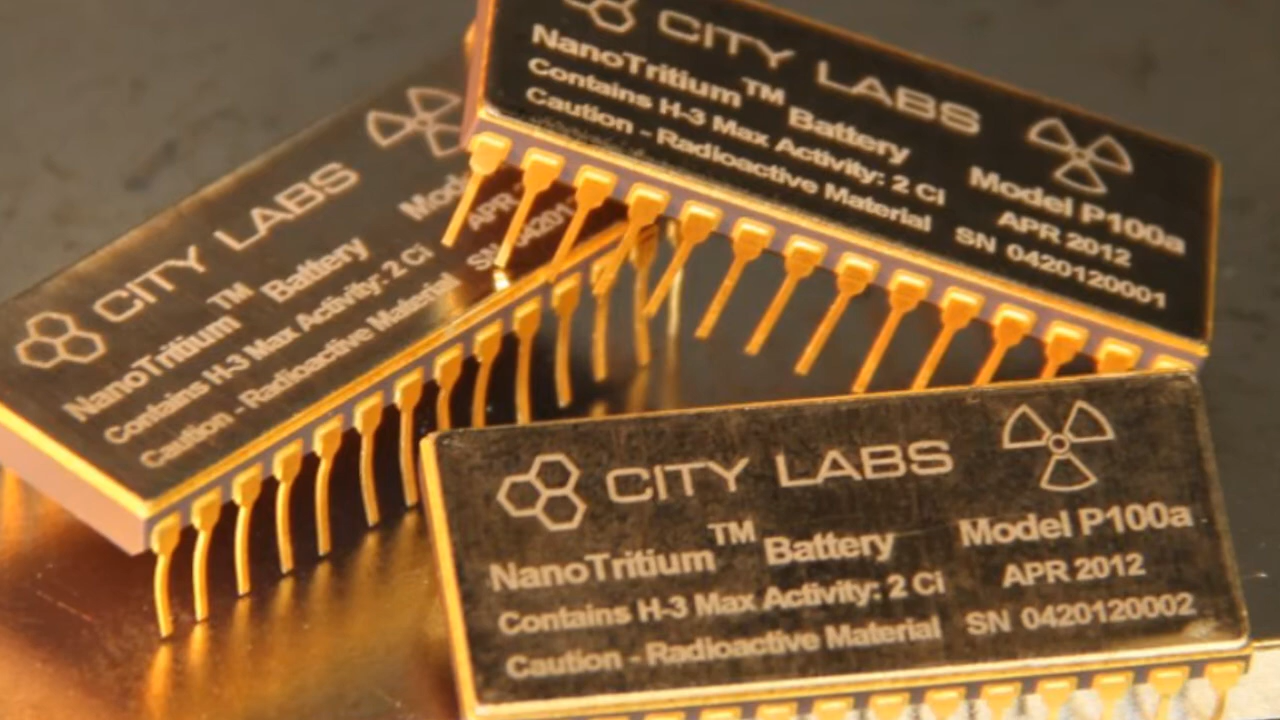 CITY LABS
NanoTritium™ Battery
Contains H-3 Max Activity: 2 Ci
Caution - Radioactive Material
Model P100a
APR 2012
SN 0420120001
CITY LABS
NanoTritium™ Battery
Contains H-3 Max Activity: 2 Ci
Caution - Radioactive Material
APR
SN
CITY LABS
NanoTritium™ Battery
Contains H-3 Max Activity: 2 Ci
Caution - Radioactive Material
Model P100a
APR 2012
SN 0420120002